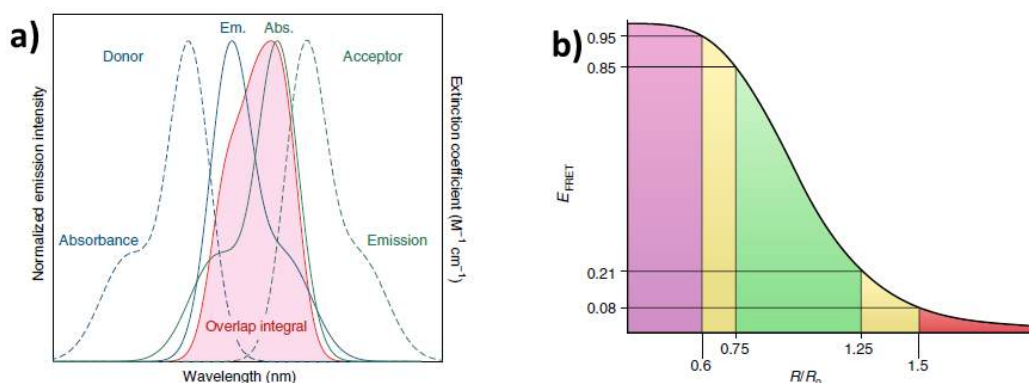 a)
Em. Abs.
Donor
Acceptor
Normalized emission intensity
Extinction coefficient (M⁻¹ cm⁻¹)
Absorbance
Emission
Overlap integral
Wavelength (nm)
b)
0.95
0.85
E_FRET
0.21
0.08
0.75
1.25
0.6
1.5
R/R₀